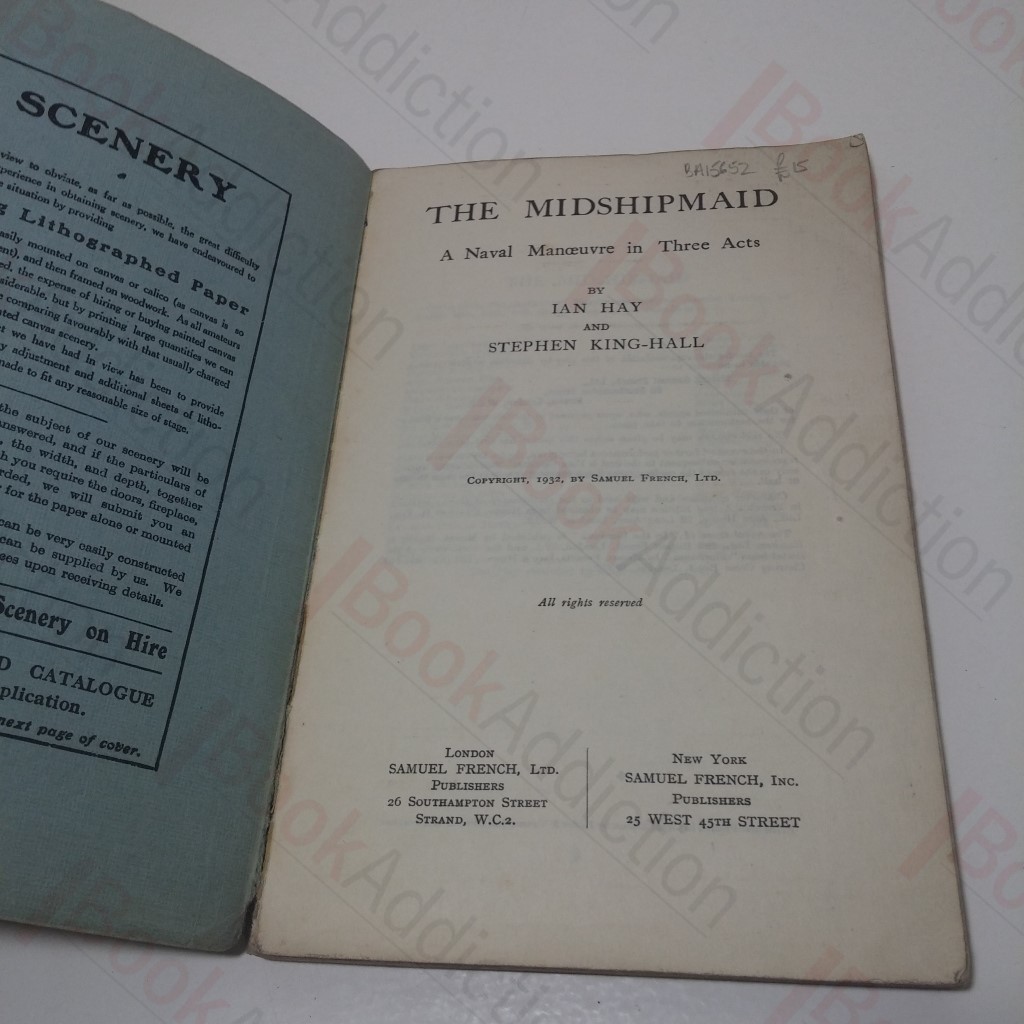 SCENERY
view to obviate, as far as possible, the great difficulty
experience in obtaining scenery, we have endeavoured to
situation by providing
Lithographed Paper
easily mounted on canvas or calico (as canvas is so
and then framed on woodwork. As all amateurs
the expense of hiring or buying painted canvas
but by printing large quantities we can
comparing favourably with that usually charged
canvas scenery.
we have had in view has been to provide
adjustment and additional sheets of litho-
made to fit any reasonable size of stage.
the subject of our scenery will be
answered, and if the particulars of
the width, and depth, together
you require the doors, fireplace,
we will submit you an
for the paper alone or mounted
can be very easily constructed
can be supplied by us. We
upon receiving details.
Scenery on Hire
CATALOGUE
next page of cover.
BA15652 15
THE MIDSHIPMAID
A Naval Manœuvre in Three Acts
BY
IAN HAY
AND
STEPHEN KING-HALL
Copyright, 1932, by Samuel French, Ltd.
All rights reserved
London
SAMUEL FRENCH, Ltd.
Publishers
26 Southampton Street
Strand, W.C.2.
New York
SAMUEL FRENCH, Inc.
Publishers
25 WEST 45TH STREET
BookAddiction